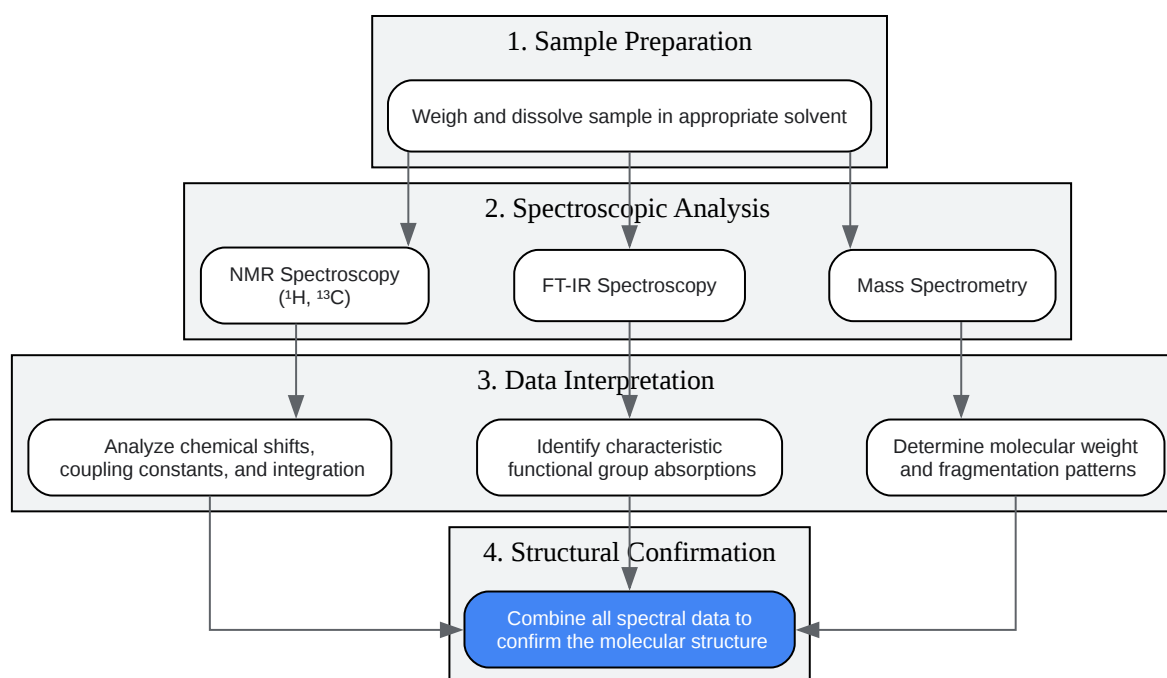 1. Sample Preparation
Weigh and dissolve sample in appropriate solvent
2. Spectroscopic Analysis
NMR Spectroscopy
(¹H, ¹³C)
FT-IR Spectroscopy
Mass Spectrometry
3. Data Interpretation
Analyze chemical shifts,
coupling constants, and integration
Identify characteristic
functional group absorptions
Determine molecular weight
and fragmentation patterns
4. Structural Confirmation
Combine all spectral data to
confirm the molecular structure